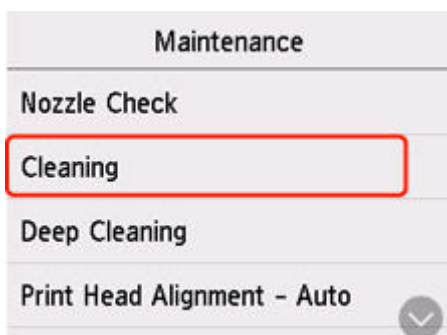 Maintenance
Nozzle Check
Cleaning
Deep Cleaning
Print Head Alignment - Auto